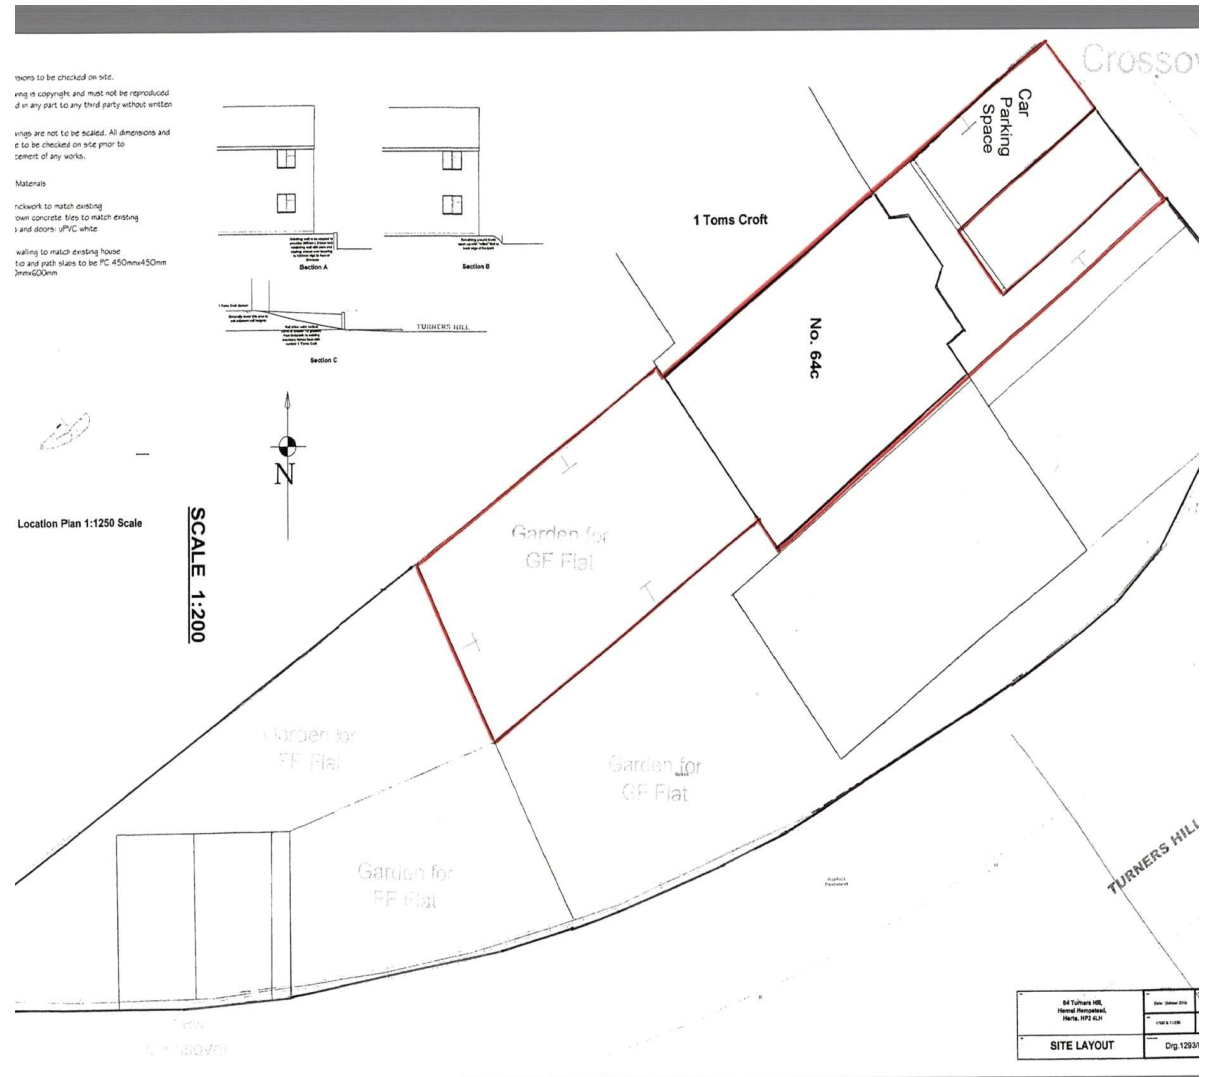 sions to be checked on site.
ing is copyright and must not be reproduced
d in any part to any third party without written
ings are not to be scaled. All dimensions and
e to be checked on site prior to
cement of any works.
Materials
rickwork to match existing
own concrete tiles to match existing
s and doors: uPVC white
walling to match existing house
tio and path slabs to be PC 450mmx450mm
0mmx600mm
Section A
Section B
TURNERS HILL
Section C
N
Location Plan 1:1250 Scale
SCALE 1:200
Crossov
Car
Parking
Space
1 Toms Croft
No. 64c
Garden for
GF Flat
Garden for
FF Flat
Garden for
GF Flat
Garden for
FF Flat
TURNERS HILL
64 Turners Hill,
Hemel Hempstead,
Herts, HP2 4LH
SITE LAYOUT
Drg.1293/